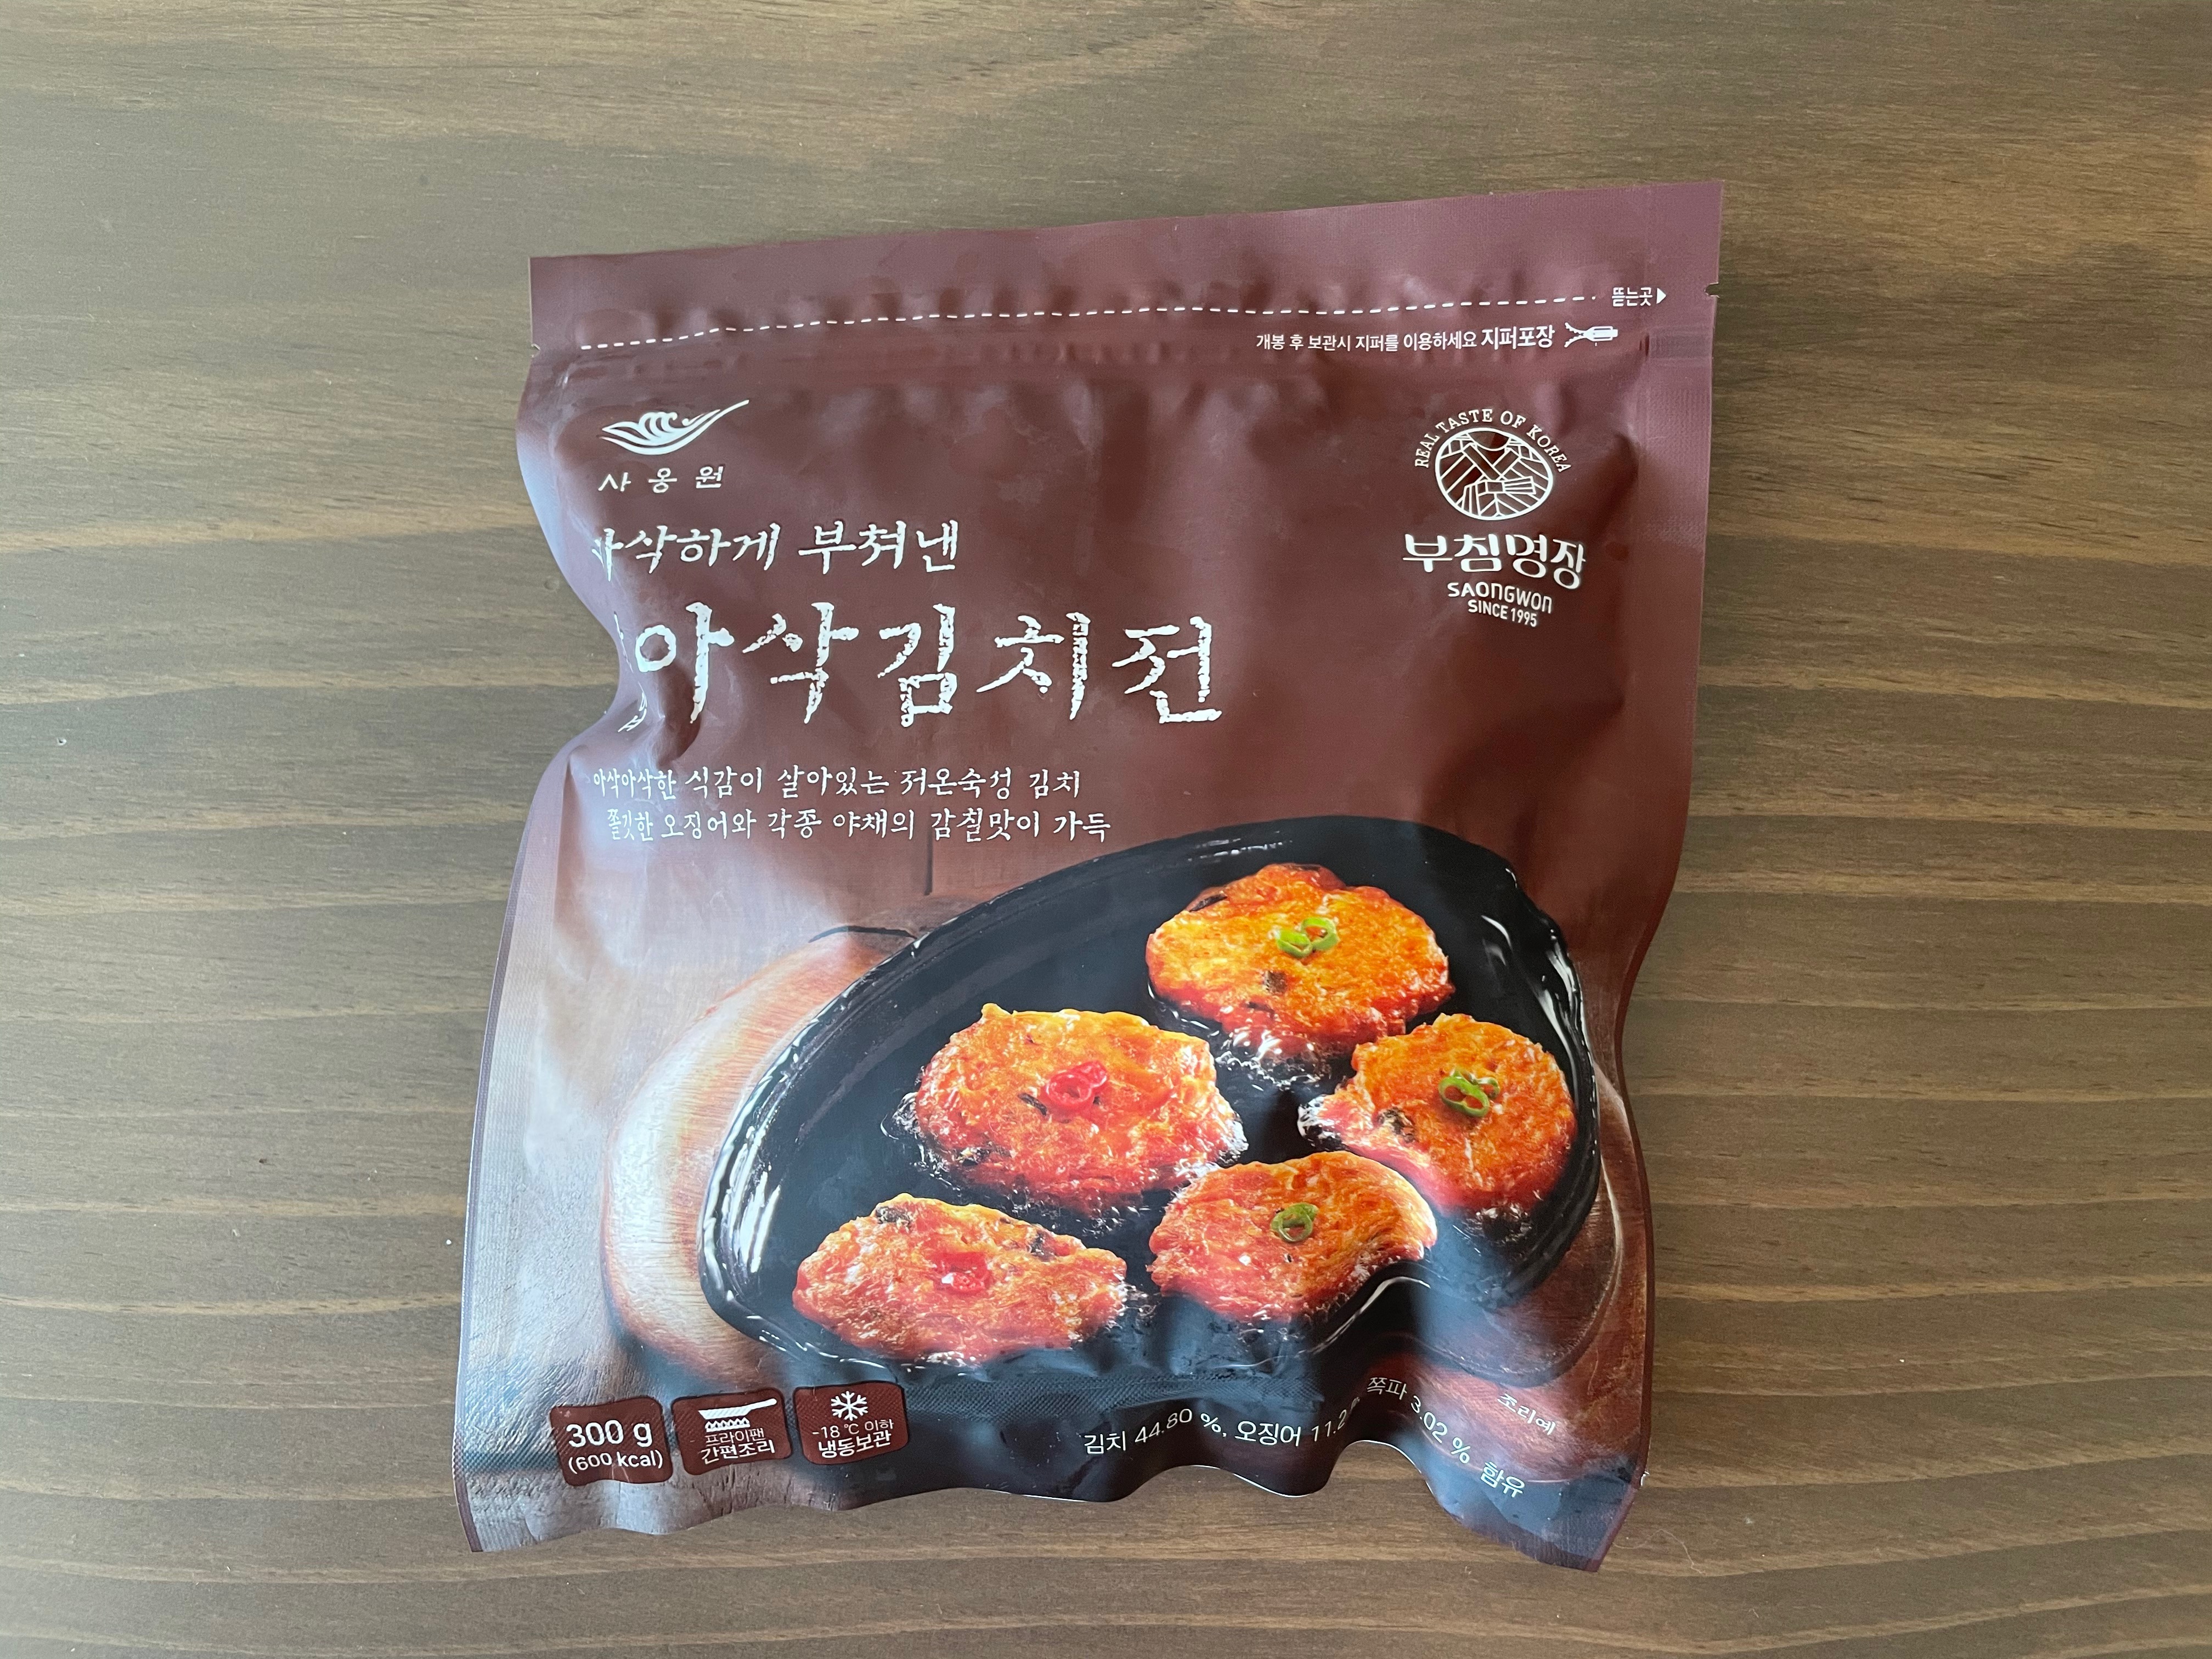 뜯는곳
개봉 후 보관시 지퍼를 이용하세요 지퍼포장
사옹원
REAL TASTE OF KOREA
부침명장
SAONGWON
SINCE 1995
바삭하게 부쳐낸
아삭김치전
아삭아삭한 식감이 살아있는 저온숙성 김치
쫄깃한 오징어와 각종 야채의 감칠맛이 가득
조리예
300 g
(600 kcal)
프라이팬
간편조리
-18 ℃ 이하
냉동보관
김치 44.80 %, 오징어 쪽파 3.02 % 함유